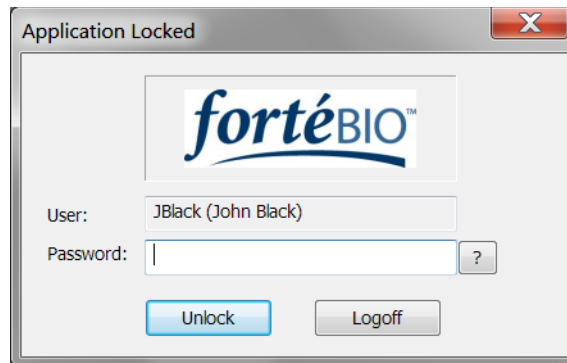 Application Locked
fortéBIO™
User: JBlack (John Black)
Password: ?
Unlock Logoff